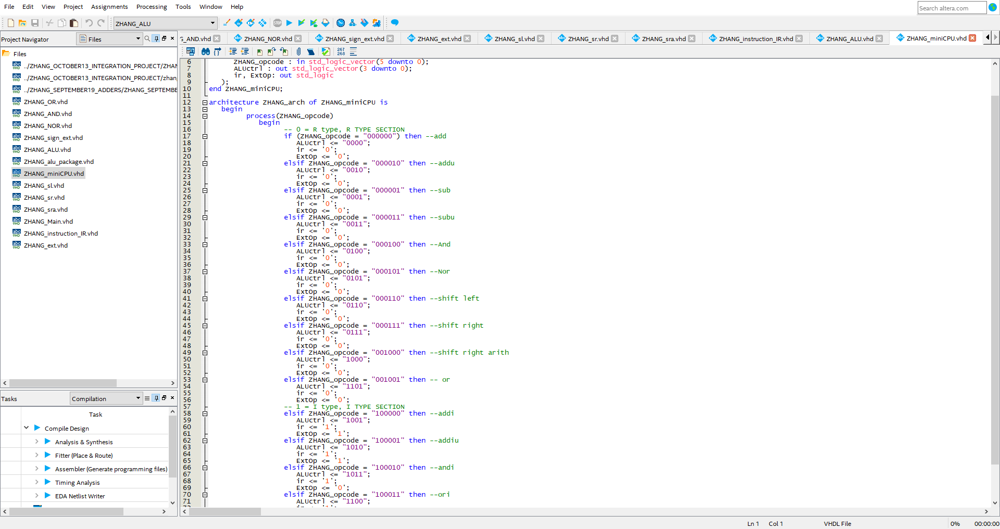 File Edit View Project Assignments Processing Tools Window Help
Search altera.com
ZHANG_ALU
Project Navigator
Files
G_AND.vhd ZHANG_NOR.vhd ZHANG_sign_ext.vhd ZHANG_ext.vhd ZHANG_sl.vhd ZHANG_sr.vhd ZHANG_sra.vhd ZHANG_instruction_IR.vhd ZHANG_ALU.vhd ZHANG_miniCPU.vhd
267
268
Files
../ZHANG_OCTOBER13_INTEGRATION_PROJECT/ZHAN
../ZHANG_OCTOBER13_INTEGRATION_PROJECT/zhang
../ZHANG_SEPTEMBER19_ADDERS/ZHANG_SEPTEMBE
ZHANG_OR.vhd
ZHANG_AND.vhd
ZHANG_NOR.vhd
ZHANG_sign_ext.vhd
ZHANG_ALU.vhd
ZHANG_alu_package.vhd
ZHANG_miniCPU.vhd
ZHANG_sl.vhd
ZHANG_sr.vhd
ZHANG_sra.vhd
ZHANG_Main.vhd
ZHANG_instruction_IR.vhd
ZHANG_ext.vhd
Tasks
Compilation
Task
Compile Design
Analysis & Synthesis
Fitter (Place & Route)
Assembler (Generate programming files)
Timing Analysis
EDA Netlist Writer
6 ZHANG_opcode : in std_logic_vector(5 downto 0);
7 ALUctrl : out std_logic_vector(3 downto 0);
8 ir, ExtOp: out std_logic
9 );
10 end ZHANG_miniCPU;
11
12 architecture ZHANG_arch of ZHANG_miniCPU is
13 begin
14 process(ZHANG_opcode)
15 begin
16 -- 0 = R type, R TYPE SECTION
17 if (ZHANG_opcode = "000000") then --add
18 ALUctrl <= "0000";
19 ir <= '0';
20 ExtOp <= '0';
21 elsif ZHANG_opcode = "000010" then --addu
22 ALUctrl <= "0010";
23 ir <= '0';
24 ExtOp <= '0';
25 elsif ZHANG_opcode = "000001" then --sub
26 ALUctrl <= "0001";
27 ir <= '0';
28 ExtOp <= '0';
29 elsif ZHANG_opcode = "000011" then --subu
30 ALUctrl <= "0011";
31 ir <= '0';
32 ExtOp <= '0';
33 elsif ZHANG_opcode = "000100" then --And
34 ALUctrl <= "0100";
35 ir <= '0';
36 ExtOp <= '0';
37 elsif ZHANG_opcode = "000101" then --Nor
38 ALUctrl <= "0101";
39 ir <= '0';
40 ExtOp <= '0';
41 elsif ZHANG_opcode = "000110" then --shift left
42 ALUctrl <= "0110";
43 ir <= '0';
44 ExtOp <= '0';
45 elsif ZHANG_opcode = "000111" then --shift right
46 ALUctrl <= "0111";
47 ir <= '0';
48 ExtOp <= '0';
49 elsif ZHANG_opcode = "001000" then --shift right arith
50 ALUctrl <= "1000";
51 ir <= '0';
52 ExtOp <= '0';
53 elsif ZHANG_opcode = "001001" then -- or
54 ALUctrl <= "1101";
55 ir <= '0';
56 ExtOp <= '0';
57 -- 1 = I type, I TYPE SECTION
58 elsif ZHANG_opcode = "100000" then --addi
59 ALUctrl <= "1001";
60 ir <= '1';
61 ExtOp <= '1';
62 elsif ZHANG_opcode = "100001" then --addiu
63 ALUctrl <= "1010";
64 ir <= '1';
65 ExtOp <= '1';
66 elsif ZHANG_opcode = "100010" then --andi
67 ALUctrl <= "1011";
68 ir <= '1';
69 ExtOp <= '0';
70 elsif ZHANG_opcode = "100011" then --ori
71 ALUctrl <= "1100";
Ln 1 Col 1 VHDL File 0% 00:00:00